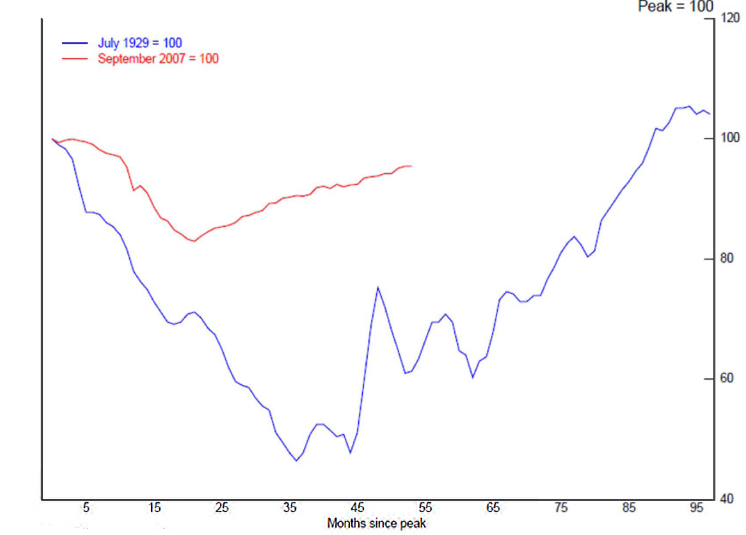 Peak = 100
120
July 1929 = 100
September 2007 = 100
100
80
60
40
5 15 25 35 45 55 65 75 85 95
Months since peak